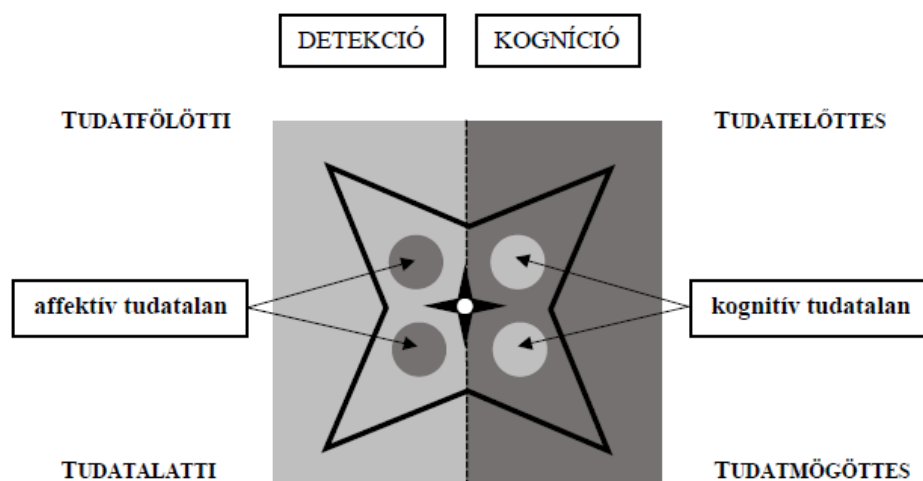 DETEKCIÓ
KOGNÍCIÓ
TUDATFÖLÖTTI
TUDATELŐTTES
affektív tudatalan
kognitív tudatalan
TUDATALATTI
TUDATMÖGÖTTES